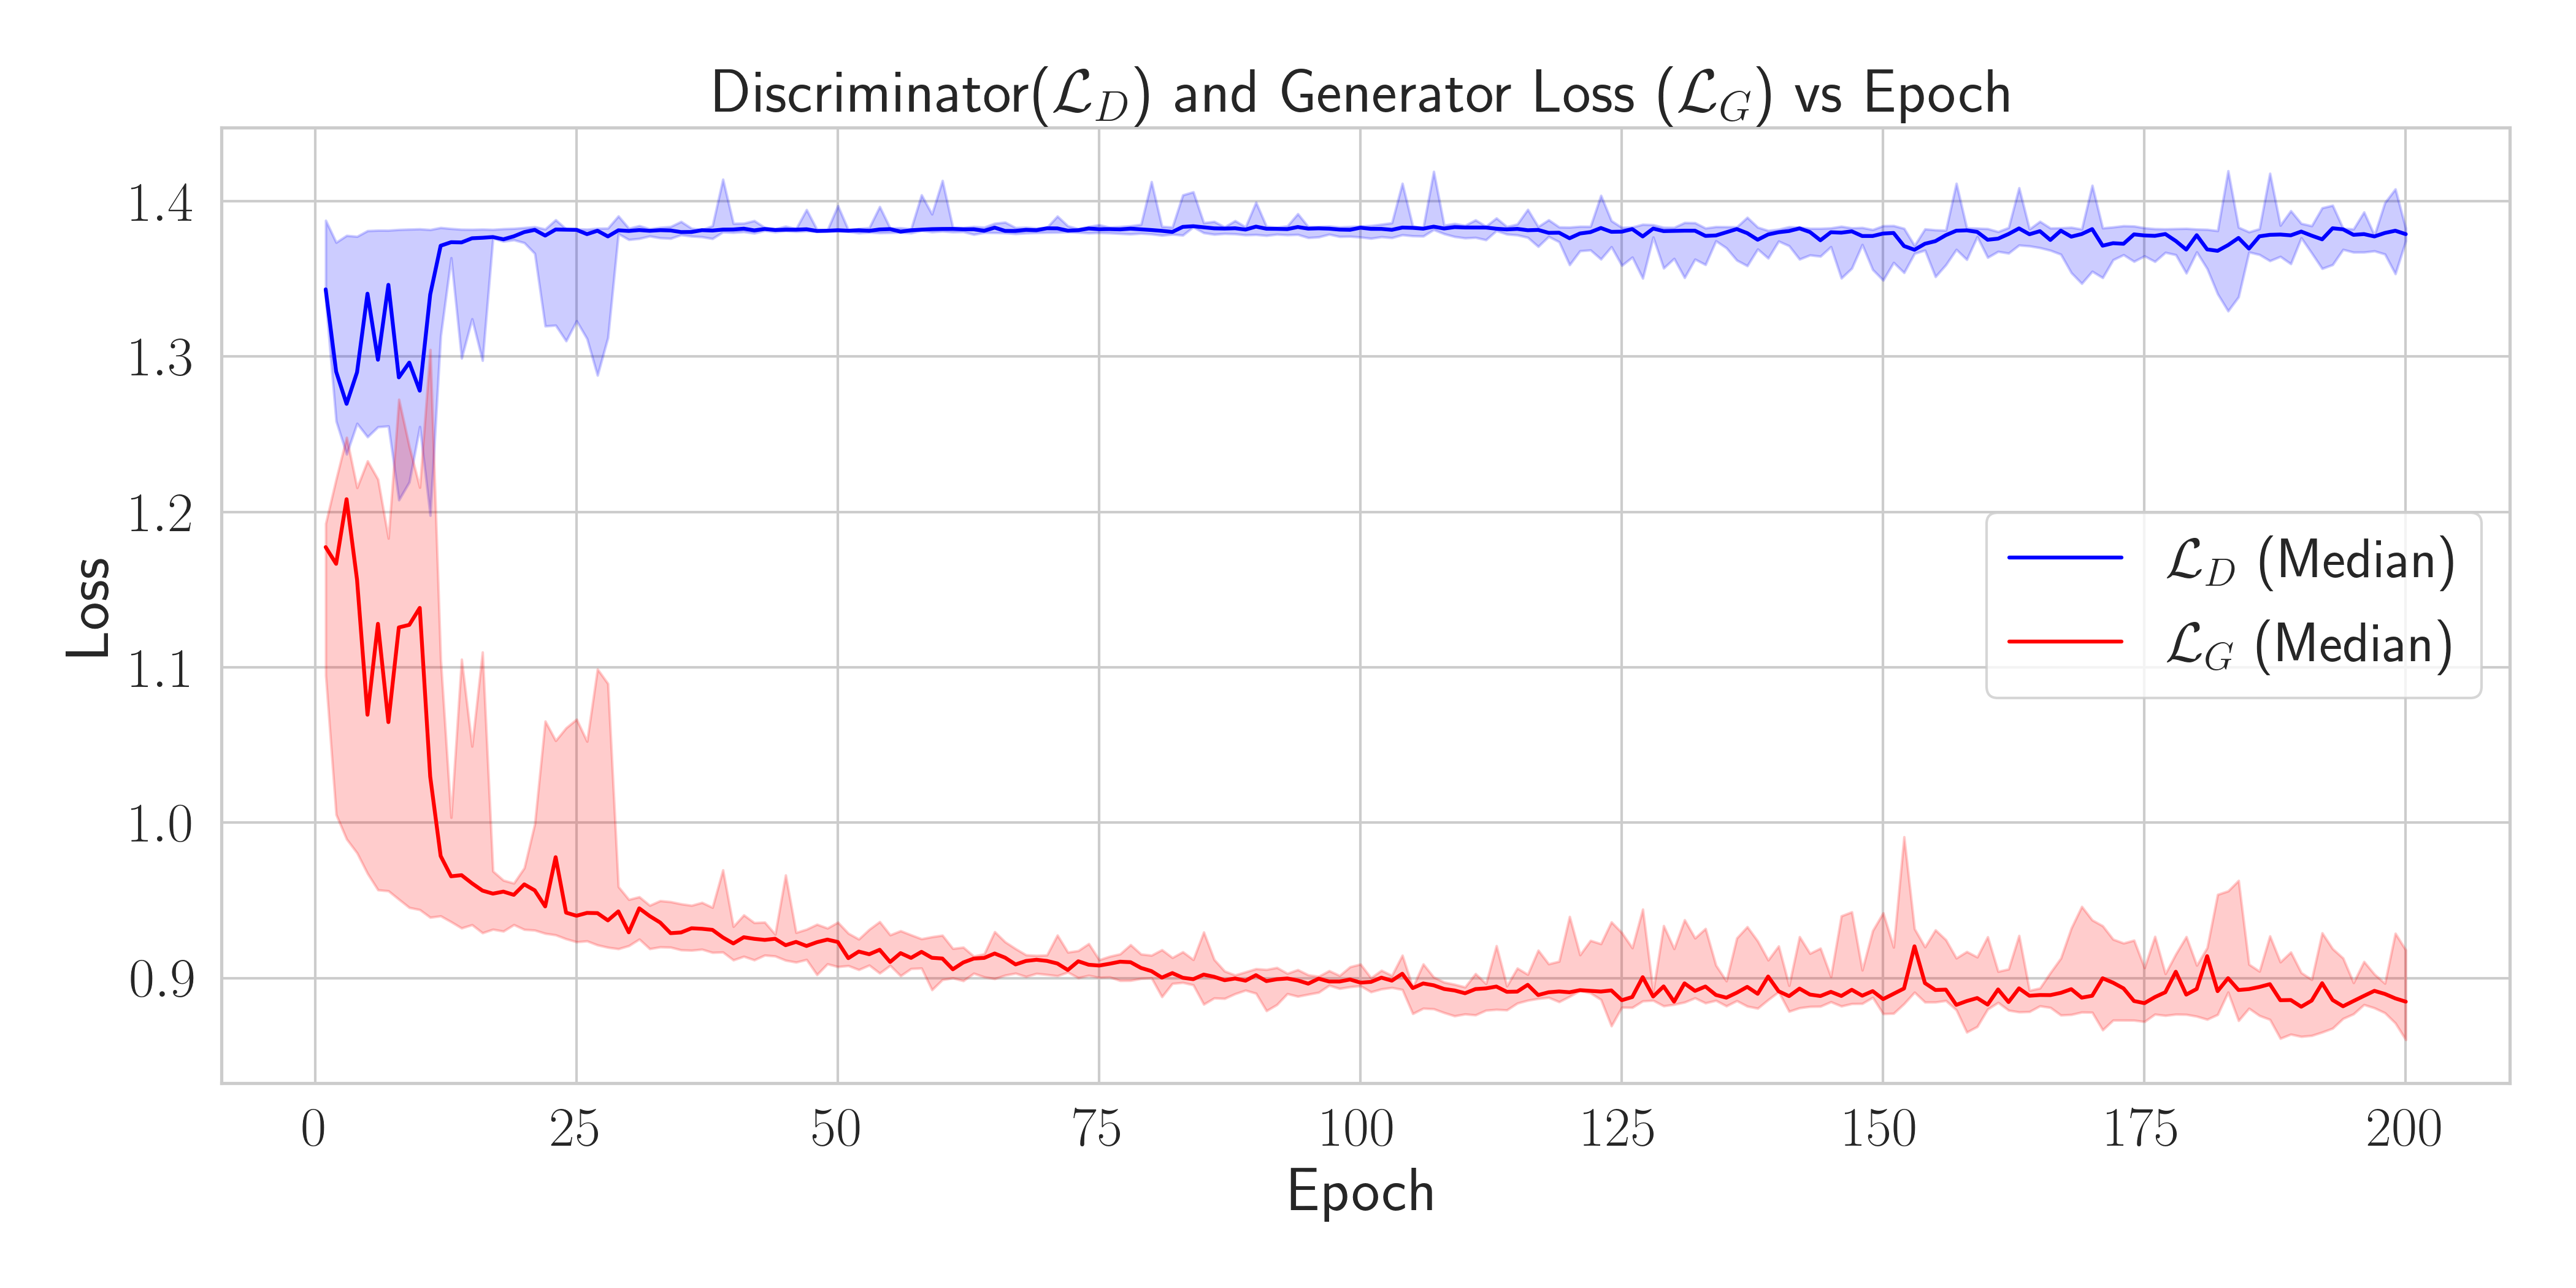 Discriminator(ℒ_D) and Generator Loss (ℒ_G) vs Epoch
1.4
1.3
1.2
1.1
1.0
0.9
Loss
ℒ_D (Median)
ℒ_G (Median)
0 25 50 75 100 125 150 175 200
Epoch